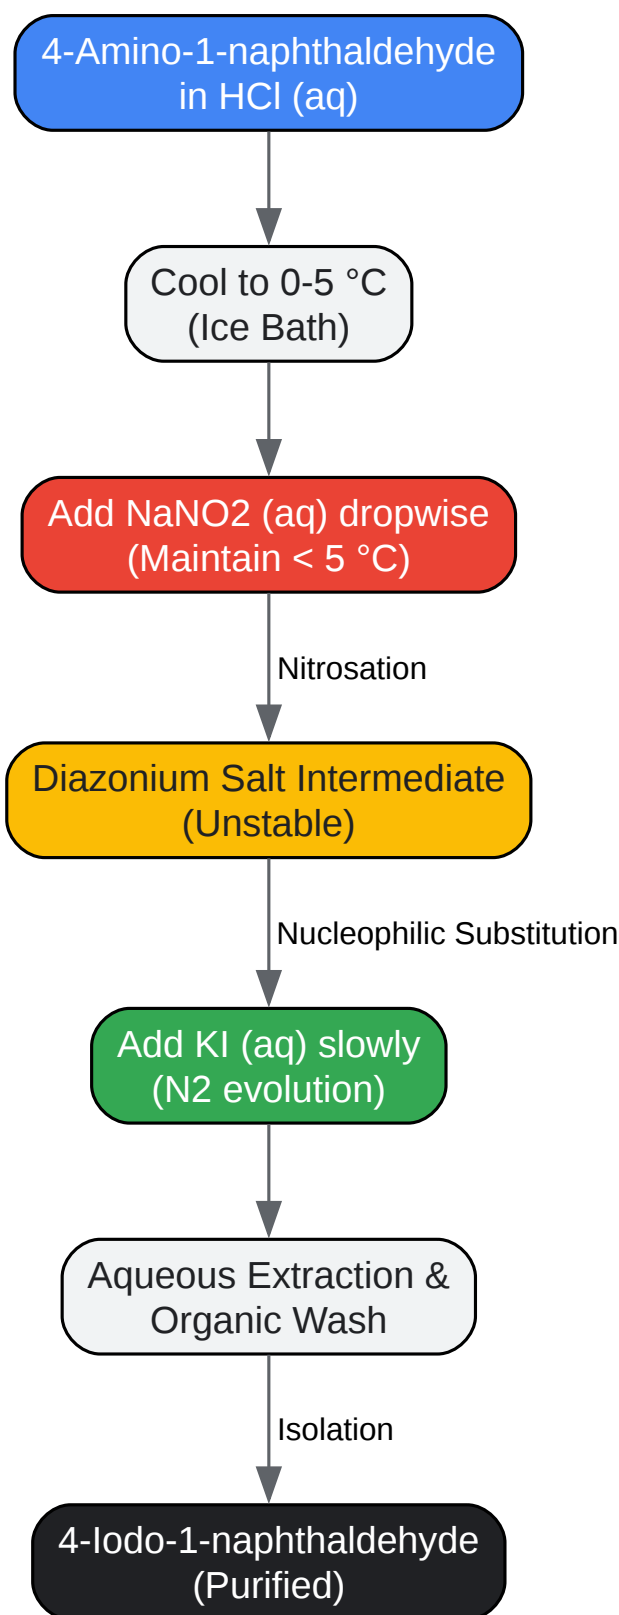 4-Amino-1-naphthaldehyde
in HCl (aq)
Cool to 0-5 °C
(Ice Bath)
Add NaNO2 (aq) dropwise
(Maintain < 5 °C)
Nitrosation
Diazonium Salt Intermediate
(Unstable)
Nucleophilic Substitution
Add KI (aq) slowly
(N2 evolution)
Aqueous Extraction &
Organic Wash
Isolation
4-Iodo-1-naphthaldehyde
(Purified)